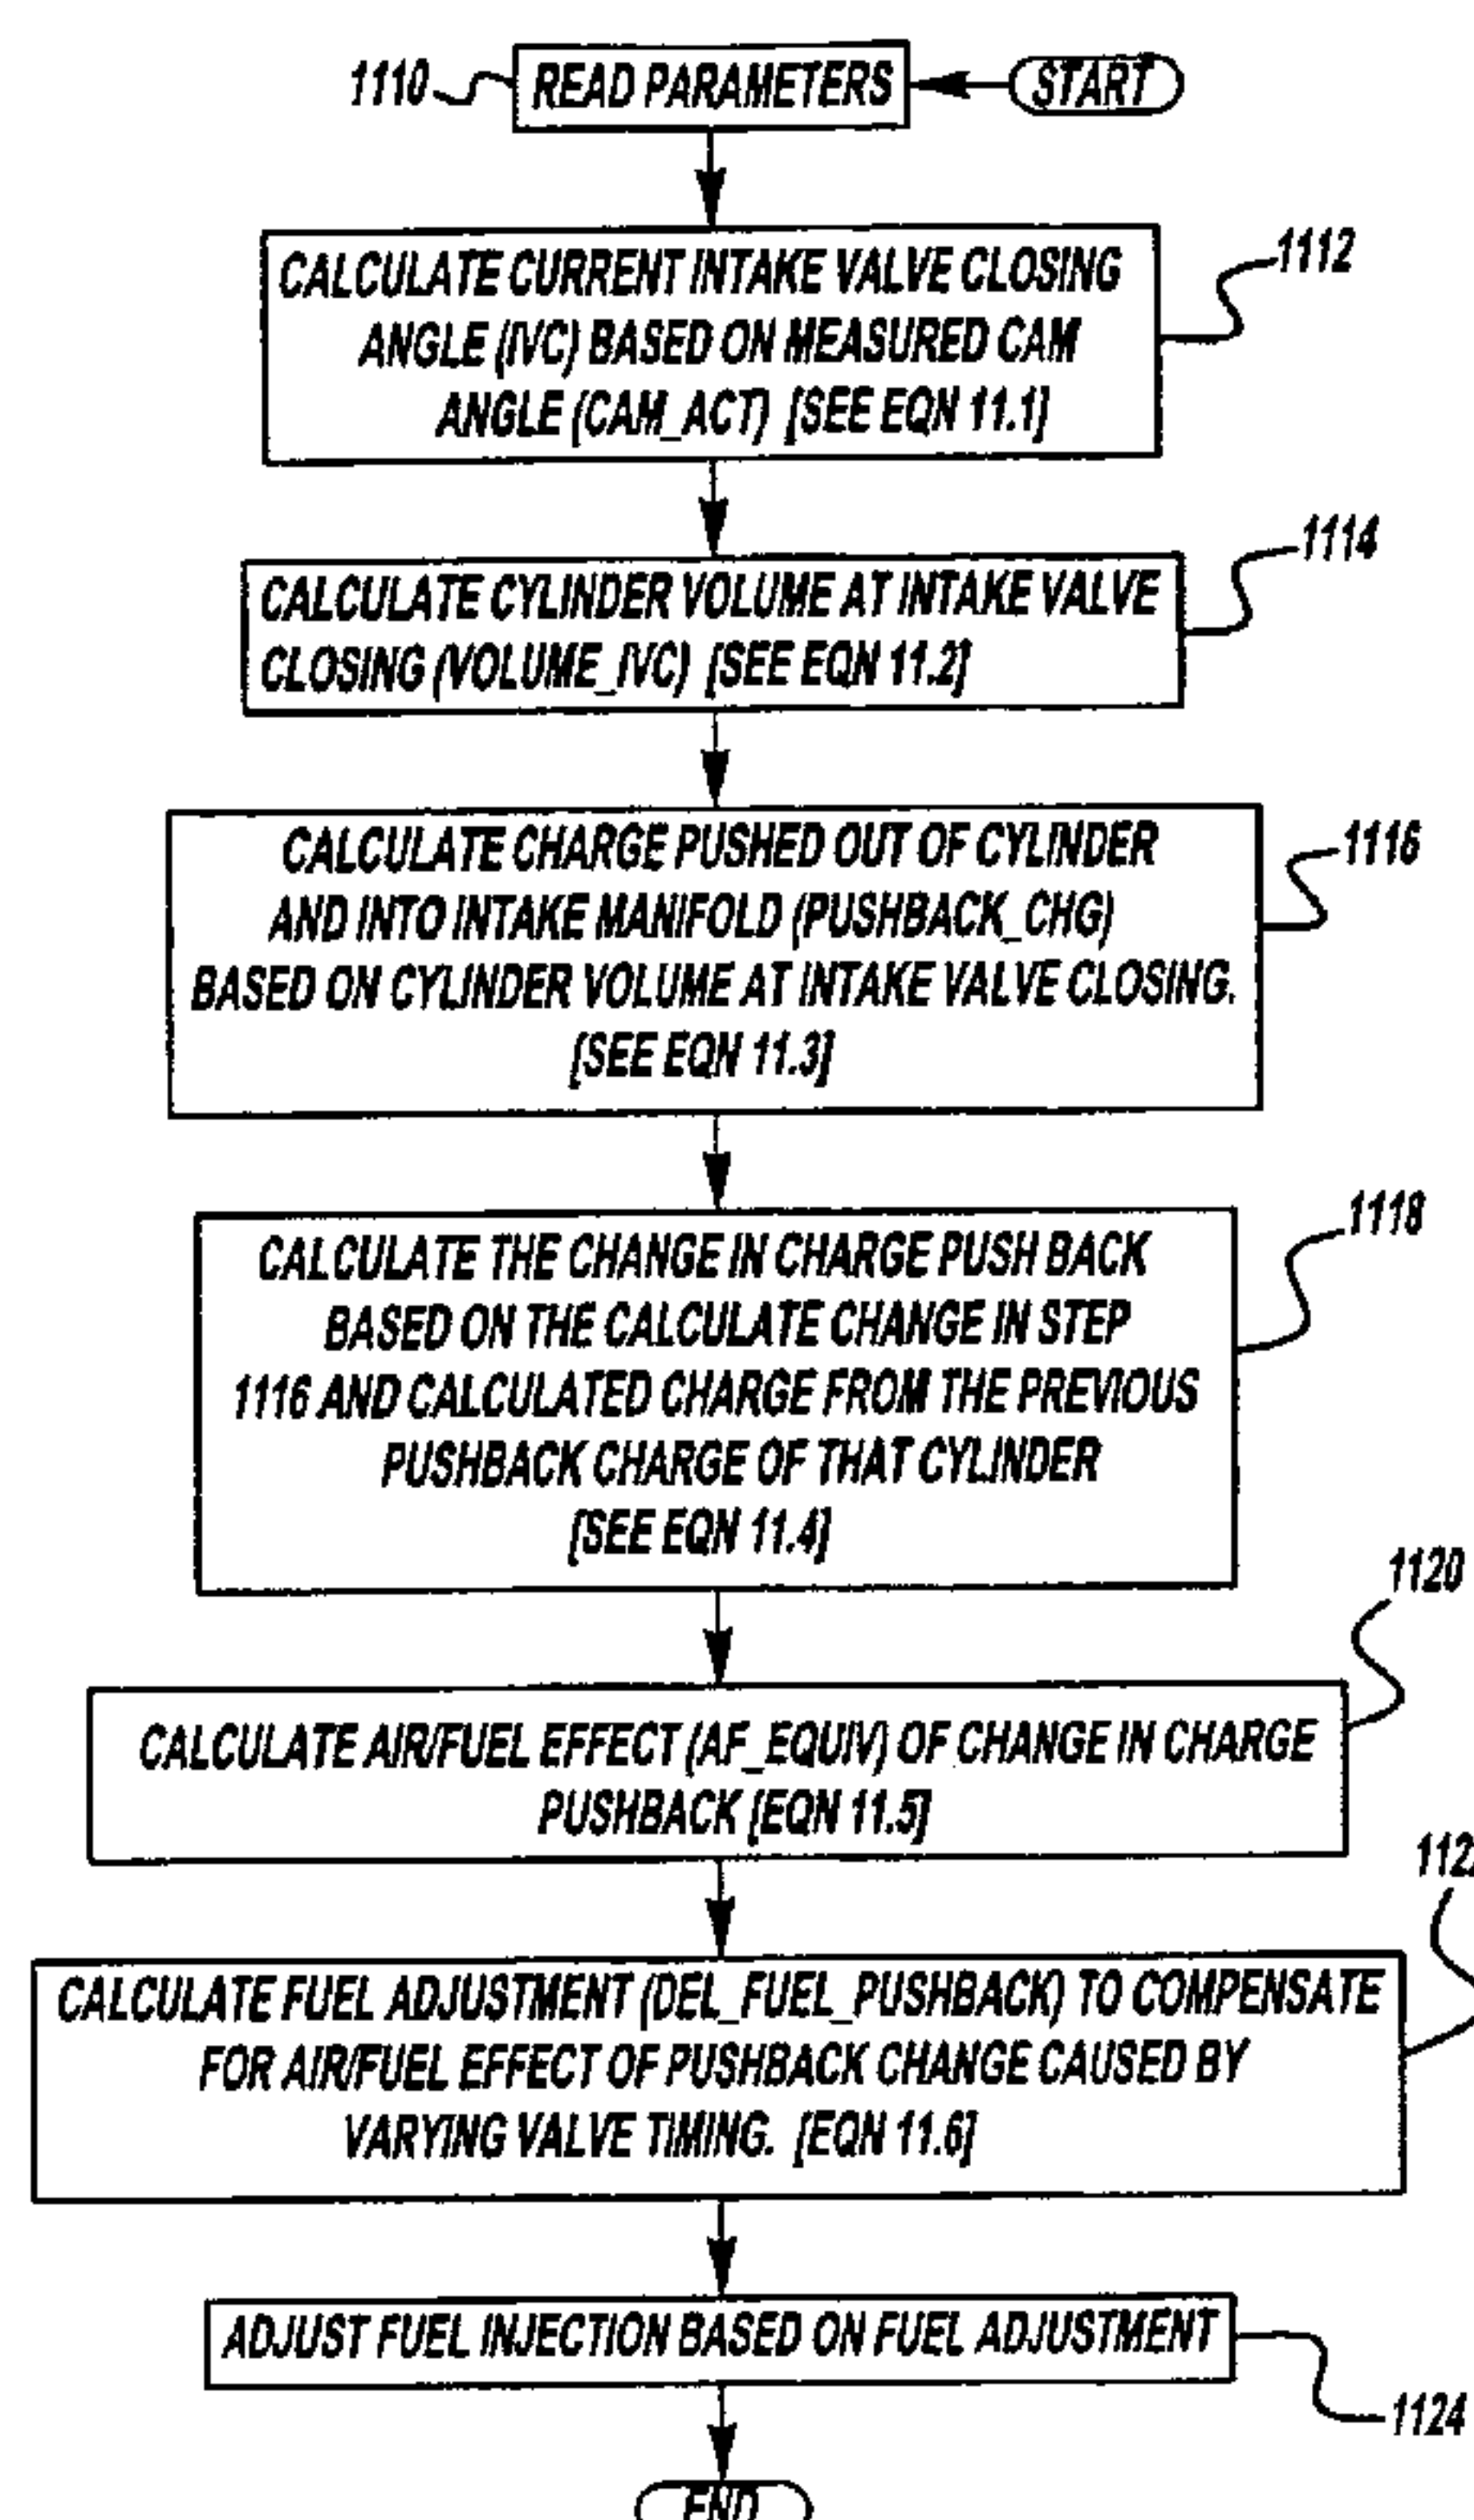 1110
READ PARAMETERS
START
CALCULATE CURRENT INTAKE VALVE CLOSING
ANGLE (IVC) BASED ON MEASURED CAM
ANGLE (CAM_ACT) [SEE EQN 11.1]
1112
CALCULATE CYLINDER VOLUME AT INTAKE VALVE
CLOSING (VOLUME_IVC) [SEE EQN 11.2]
1114
CALCULATE CHARGE PUSHED OUT OF CYLINDER
AND INTO INTAKE MANIFOLD (PUSHBACK_CHG)
BASED ON CYLINDER VOLUME AT INTAKE VALVE CLOSING.
[SEE EQN 11.3]
1116
CALCULATE THE CHANGE IN CHARGE PUSH BACK
BASED ON THE CALCULATE CHANGE IN STEP
1116 AND CALCULATED CHARGE FROM THE PREVIOUS
PUSHBACK CHARGE OF THAT CYLINDER
[SEE EQN 11.4]
1118
CALCULATE AIR/FUEL EFFECT (AF_EQUIV) OF CHANGE IN CHARGE
PUSHBACK [EQN 11.5]
1120
CALCULATE FUEL ADJUSTMENT (DEL_FUEL_PUSHBACK) TO COMPENSATE
FOR AIR/FUEL EFFECT OF PUSHBACK CHANGE CAUSED BY
VARYING VALVE TIMING. [EQN 11.6]
ADJUST FUEL INJECTION BASED ON FUEL ADJUSTMENT
1124
END